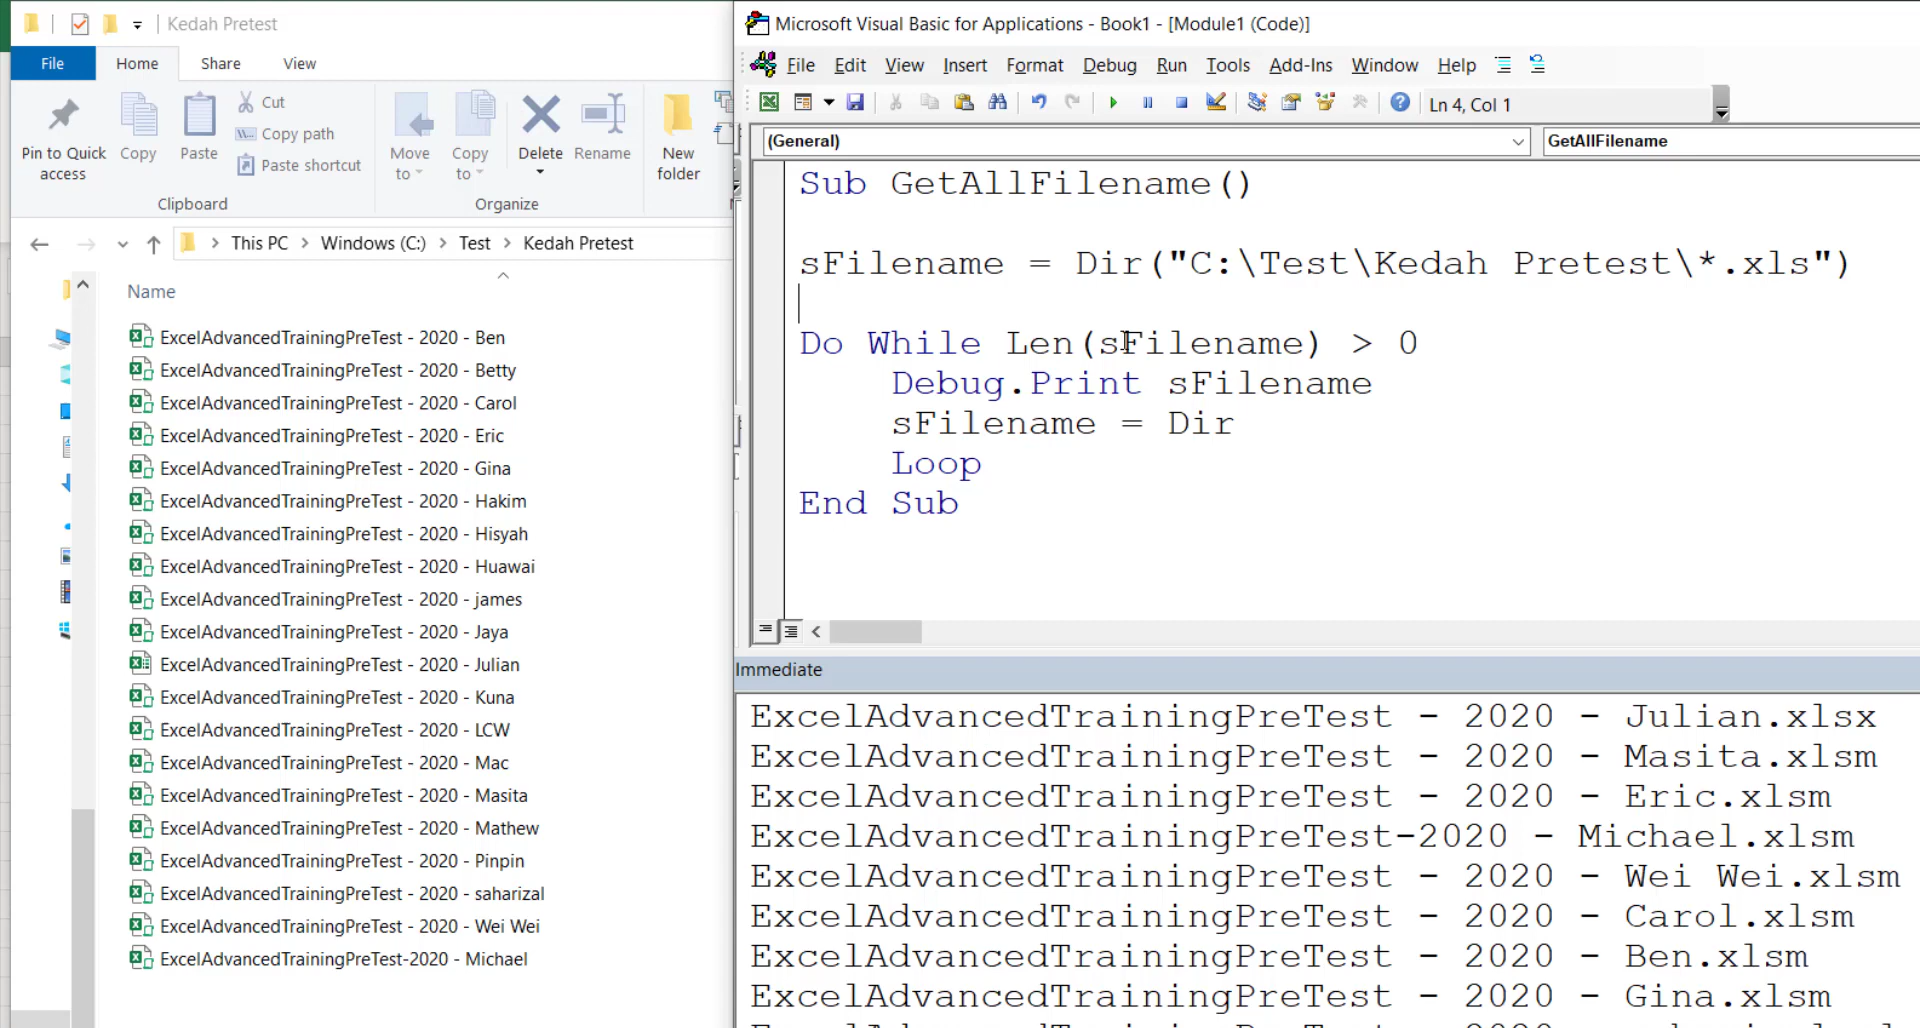 Kedah Pretest
File Home Share View
Pin to Quick access
Copy
Paste
Cut
Copy path
Paste shortcut
Clipboard
Move to
Copy to
Delete
Rename
Organize
New folder
This PC > Windows (C:) > Test > Kedah Pretest
Name
ExcelAdvancedTrainingPreTest - 2020 - Ben
ExcelAdvancedTrainingPreTest - 2020 - Betty
ExcelAdvancedTrainingPreTest - 2020 - Carol
ExcelAdvancedTrainingPreTest - 2020 - Eric
ExcelAdvancedTrainingPreTest - 2020 - Gina
ExcelAdvancedTrainingPreTest - 2020 - Hakim
ExcelAdvancedTrainingPreTest - 2020 - Hisyah
ExcelAdvancedTrainingPreTest - 2020 - Huawai
ExcelAdvancedTrainingPreTest - 2020 - james
ExcelAdvancedTrainingPreTest - 2020 - Jaya
ExcelAdvancedTrainingPreTest - 2020 - Julian
ExcelAdvancedTrainingPreTest - 2020 - Kuna
ExcelAdvancedTrainingPreTest - 2020 - LCW
ExcelAdvancedTrainingPreTest - 2020 - Mac
ExcelAdvancedTrainingPreTest - 2020 - Masita
ExcelAdvancedTrainingPreTest - 2020 - Mathew
ExcelAdvancedTrainingPreTest - 2020 - Pinpin
ExcelAdvancedTrainingPreTest - 2020 - saharizal
ExcelAdvancedTrainingPreTest - 2020 - Wei Wei
ExcelAdvancedTrainingPreTest-2020 - Michael
Microsoft Visual Basic for Applications - Book1 - [Module1 (Code)]
File Edit View Insert Format Debug Run Tools Add-Ins Window Help
Ln 4, Col 1
(General)
GetAllFilename
Sub GetAllFilename()
sFilename = Dir("C:\Test\Kedah Pretest\*.xls")
Do While Len(sFilename) > 0
Debug.Print sFilename
sFilename = Dir
Loop
End Sub
Immediate
ExcelAdvancedTrainingPreTest - 2020 - Julian.xlsx
ExcelAdvancedTrainingPreTest - 2020 - Masita.xlsm
ExcelAdvancedTrainingPreTest - 2020 - Eric.xlsm
ExcelAdvancedTrainingPreTest-2020 - Michael.xlsm
ExcelAdvancedTrainingPreTest - 2020 - Wei Wei.xlsm
ExcelAdvancedTrainingPreTest - 2020 - Carol.xlsm
ExcelAdvancedTrainingPreTest - 2020 - Ben.xlsm
ExcelAdvancedTrainingPreTest - 2020 - Gina.xlsm